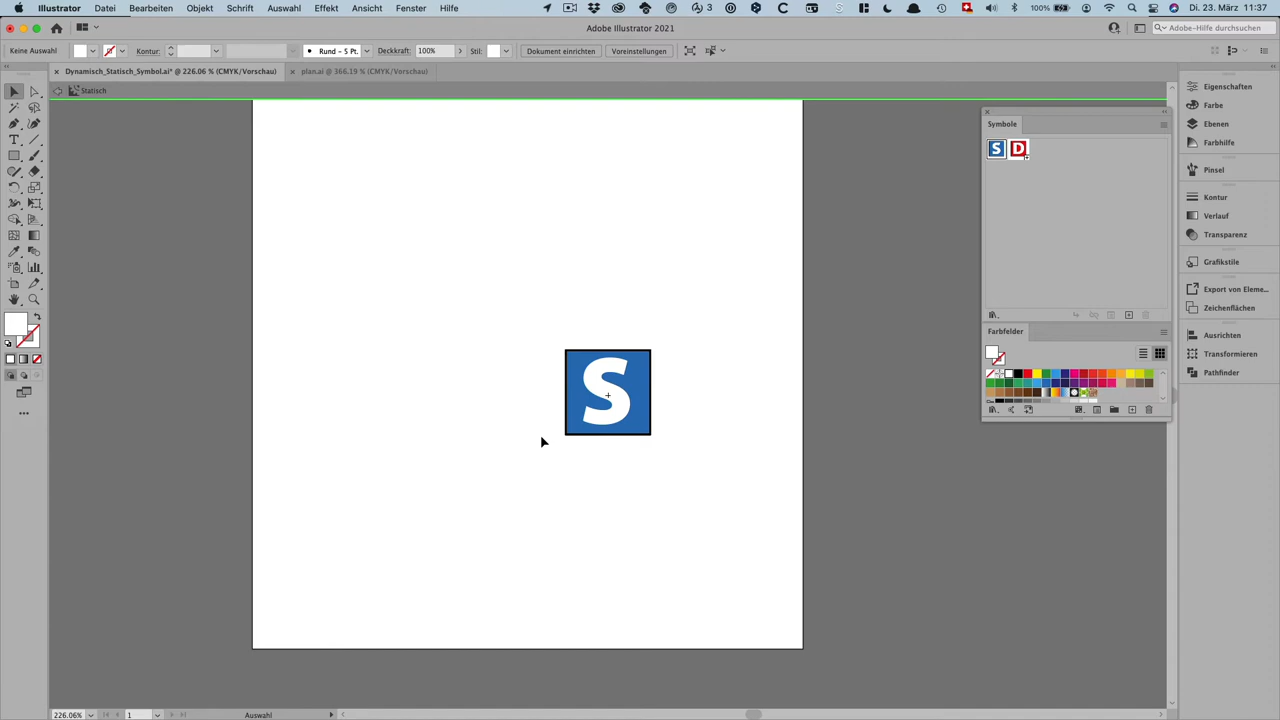 Illustrator Datei Bearbeiten Objekt Schrift Auswahl Effekt Ansicht Fenster Hilfe 3 100% Di. 23. März 11:37
Adobe Illustrator 2021
Adobe-Hilfe durchsuchen
Keine Auswahl Kontur: Rund – 5 Pt. Deckkraft: 100% Stil: Dokument einrichten Voreinstellungen
Dynamisch_Statisch_Symbol.ai* @ 226.06 % (CMYK/Vorschau) plan.ai @ 366.19 % (CMYK/Vorschau)
Statisch
Symbole
S D
Farbfelder
Eigenschaften
Farbe
Ebenen
Farbhilfe
Pinsel
Kontur
Verlauf
Transparenz
Grafikstile
Export von Eleme...
Zeichenflächen
Ausrichten
Transformieren
Pathfinder
S
226.06% 1 Auswahl